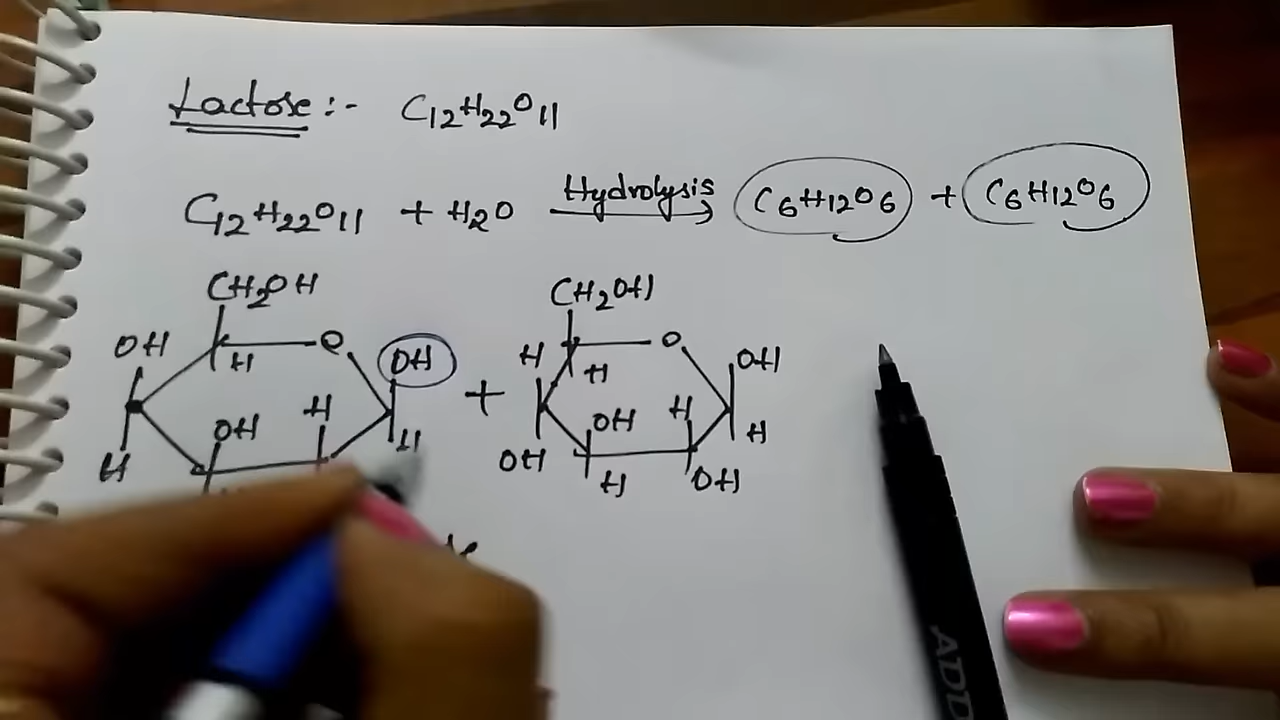 Lactose :- C12H22O11
C12H22O11 + H2O Hydrolysis C6H12O6 + C6H12O6
CH2OH CH2OH
OH O OH H O OH
H H
H + OH H H
OH H H OH
H OH H OH
ADD